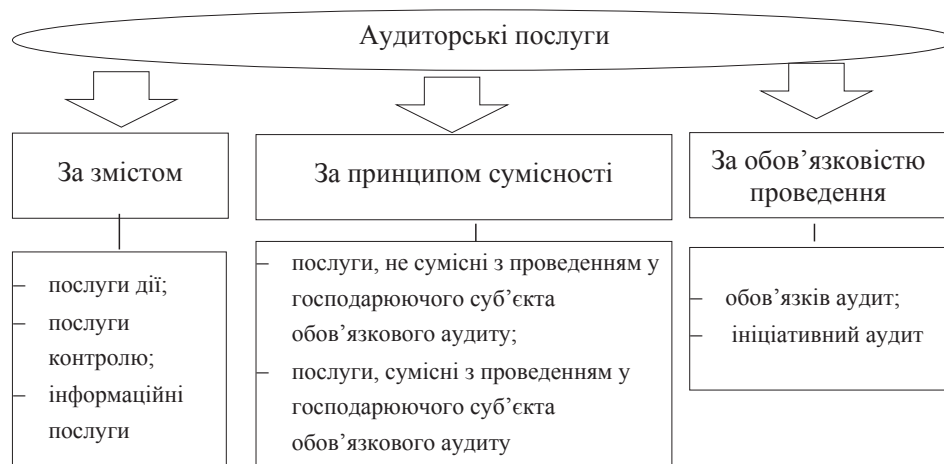 Аудиторські послуги
За змістом
– послуги дії;
– послуги
контролю;
– інформаційні
послуги
За принципом сумісності
– послуги, не сумісні з проведенням у
господарюючого суб’єкта
обов’язкового аудиту;
– послуги, сумісні з проведенням у
господарюючого суб’єкта
обов’язкового аудиту
За обов’язковістю
проведення
– обов’язків аудит;
– ініціативний аудит